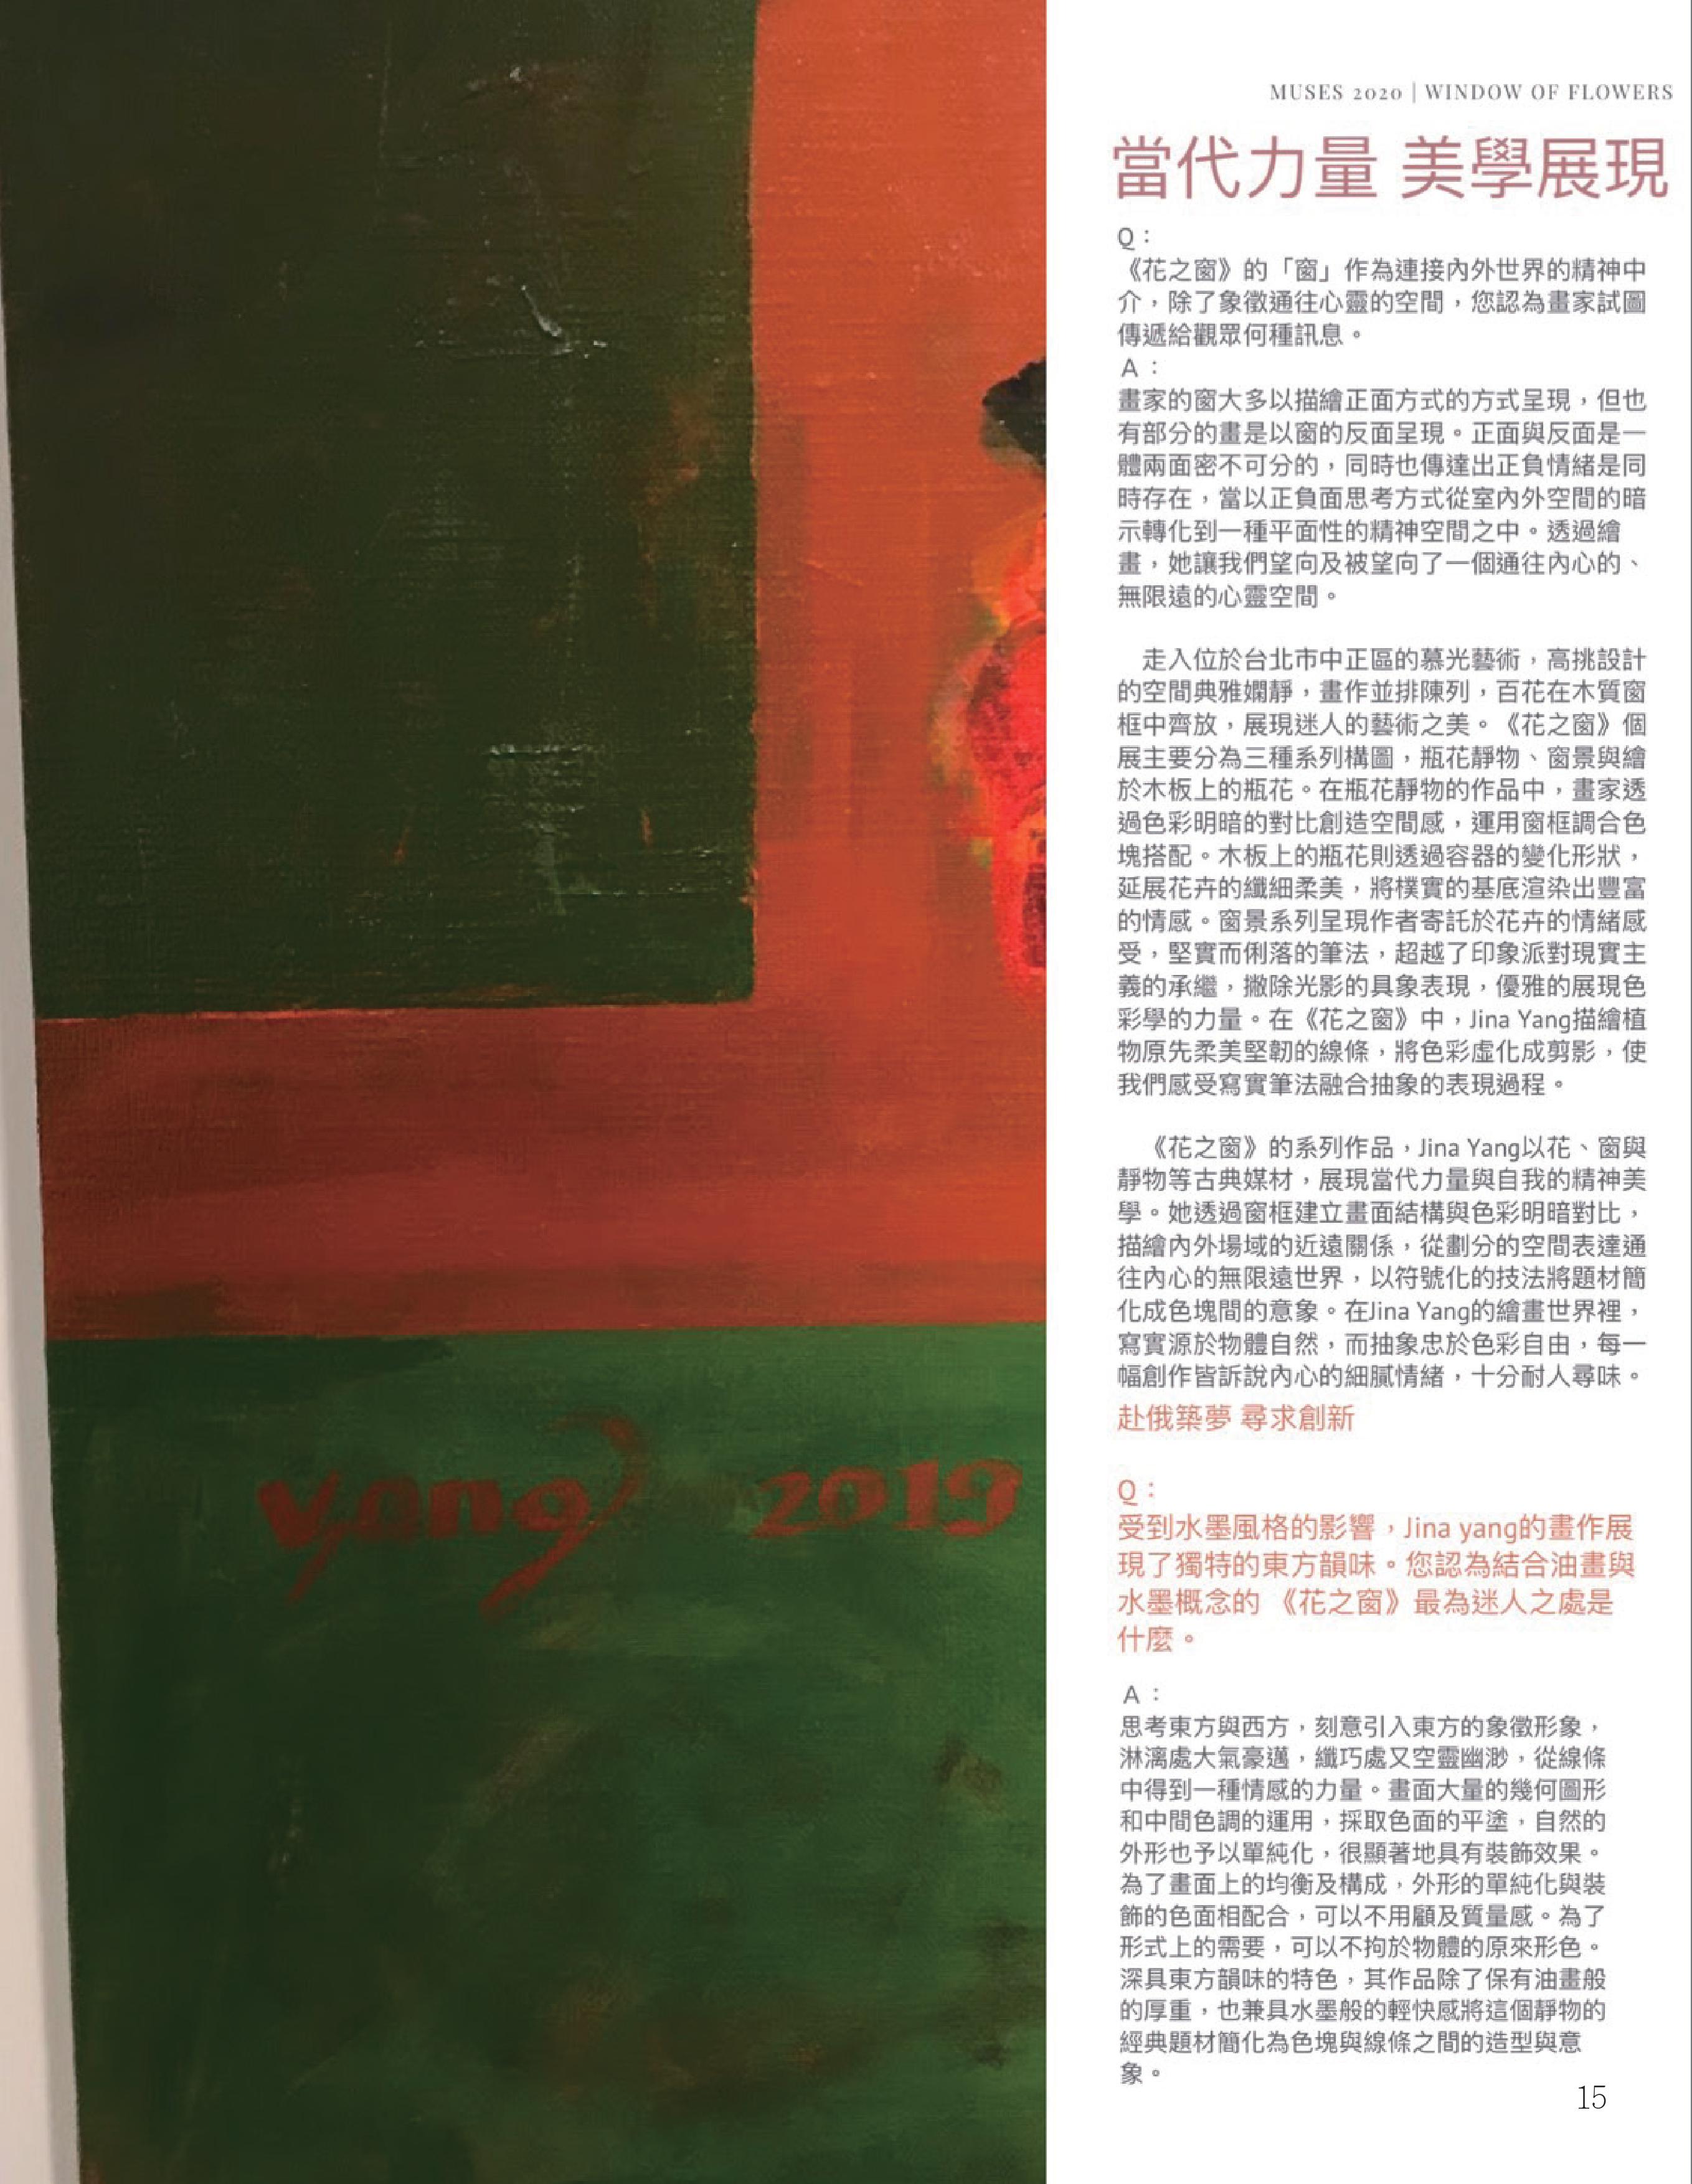 MUSES 2020 | WINDOW OF FLOWERS
當代力量 美學展現
Q：
《花之窗》的「窗」作為連接內外世界的精神中
介，除了象徵通往心靈的空間，您認為畫家試圖
傳遞給觀眾何種訊息。
A：
畫家的窗大多以描繪正面方式的方式呈現，但也
有部分的畫是以窗的反面呈現。正面與反面是一
體兩面密不可分的，同時也傳達出正負情緒是同
時存在，當以正負面思考方式從室內外空間的暗
示轉化到一種平面性的精神空間之中。透過繪
畫，她讓我們望向及被望向了一個通往內心的、
無限遠的心靈空間。
走入位於台北市中正區的慕光藝術，高挑設計
的空間典雅嫻靜，畫作並排陳列，百花在木質窗
框中齊放，展現迷人的藝術之美。《花之窗》個
展主要分為三種系列構圖，瓶花靜物、窗景與繪
於木板上的瓶花。在瓶花靜物的作品中，畫家透
過色彩明暗的對比創造空間感，運用窗框調合色
塊搭配。木板上的瓶花則透過容器的變化形狀，
延展花卉的纖細柔美，將樸實的基底渲染出豐富
的情感。窗景系列呈現作者寄託於花卉的情緒感
受，堅實而俐落的筆法，超越了印象派對現實主
義的承繼，撇除光影的具象表現，優雅的展現色
彩學的力量。在《花之窗》中，Jina Yang描繪植
物原先柔美堅韌的線條，將色彩虛化成剪影，使
我們感受寫實筆法融合抽象的表現過程。
《花之窗》的系列作品，Jina Yang以花、窗與
靜物等古典媒材，展現當代力量與自我的精神美
學。她透過窗框建立畫面結構與色彩明暗對比，
描繪內外場域的近遠關係，從劃分的空間表達通
往內心的無限遠世界，以符號化的技法將題材簡
化成色塊間的意象。在Jina Yang的繪畫世界裡，
寫實源於物體自然，而抽象忠於色彩自由，每一
幅創作皆訴說內心的細膩情緒，十分耐人尋味。
赴俄築夢 尋求創新
Q：
受到水墨風格的影響，Jina yang的畫作展
現了獨特的東方韻味。您認為結合油畫與
水墨概念的 《花之窗》最為迷人之處是
什麼。
A：
思考東方與西方，刻意引入東方的象徵形象，
淋漓處大氣豪邁，纖巧處又空靈幽渺，從線條
中得到一種情感的力量。畫面大量的幾何圖形
和中間色調的運用，採取色面的平塗，自然的
外形也予以單純化，很顯著地具有裝飾效果。
為了畫面上的均衡及構成，外形的單純化與裝
飾的色面相配合，可以不用顧及質量感。為了
形式上的需要，可以不拘於物體的原來形色。
深具東方韻味的特色，其作品除了保有油畫般
的厚重，也兼具水墨般的輕快感將這個靜物的
經典題材簡化為色塊與線條之間的造型與意
象。
15
yang 2019